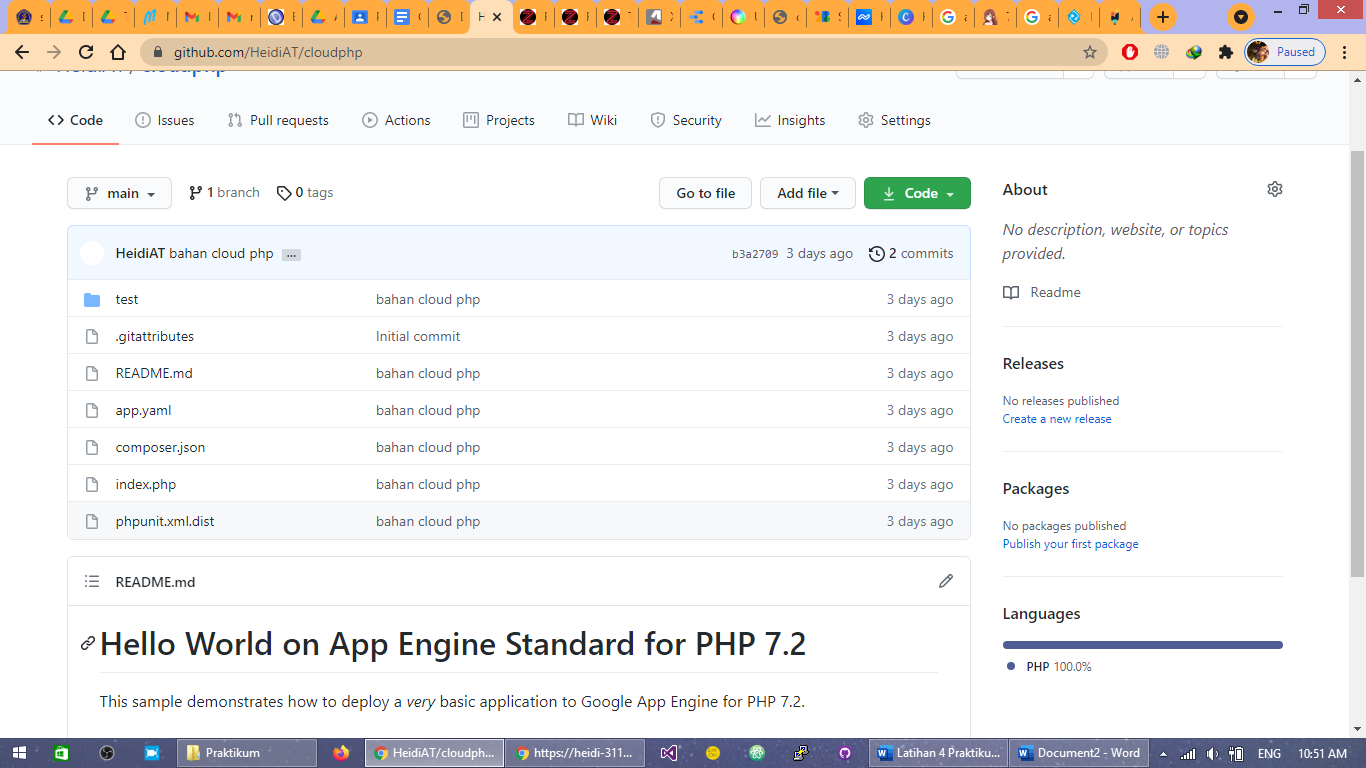 github.com/HeidiAT/cloudphp
Paused
HeidiAT / cloudphp
Code Issues Pull requests Actions Projects Wiki Security Insights Settings
main 1 branch 0 tags Go to file Add file Code
HeidiAT bahan cloud php ... b3a2709 3 days ago 2 commits
test bahan cloud php 3 days ago
.gitattributes Initial commit 3 days ago
README.md bahan cloud php 3 days ago
app.yaml bahan cloud php 3 days ago
composer.json bahan cloud php 3 days ago
index.php bahan cloud php 3 days ago
phpunit.xml.dist bahan cloud php 3 days ago
README.md
Hello World on App Engine Standard for PHP 7.2
This sample demonstrates how to deploy a very basic application to Google App Engine for PHP 7.2.
About
No description, website, or topics
provided.
Readme
Releases
No releases published
Create a new release
Packages
No packages published
Publish your first package
Languages
PHP 100.0%
Praktikum HeidiAT/cloudph... https://heidi-311... Latihan 4 Praktiku... Document2 - Word ENG 10:51 AM